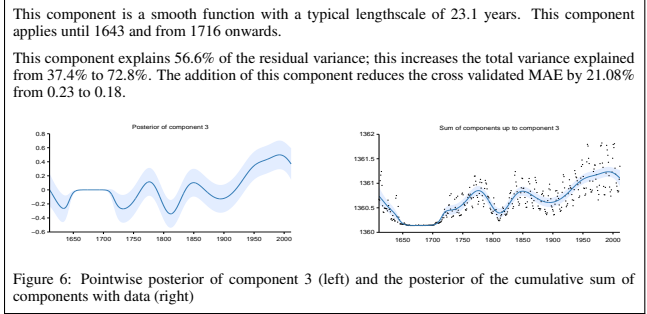 This component is a smooth function with a typical lengthscale of 23.1 years. This component
applies until 1643 and from 1716 onwards.
This component explains 56.6% of the residual variance; this increases the total variance explained
from 37.4% to 72.8%. The addition of this component reduces the cross validated MAE by 21.08%
from 0.23 to 0.18.
Posterior of component 3
0.8
0.6
0.4
0.2
0
−0.2
−0.4
−0.6
1650 1700 1750 1800 1850 1900 1950 2000
Sum of components up to component 3
1362
1361.5
1361
1360.5
1360
1650 1700 1750 1800 1850 1900 1950 2000
Figure 6: Pointwise posterior of component 3 (left) and the posterior of the cumulative sum of
components with data (right)